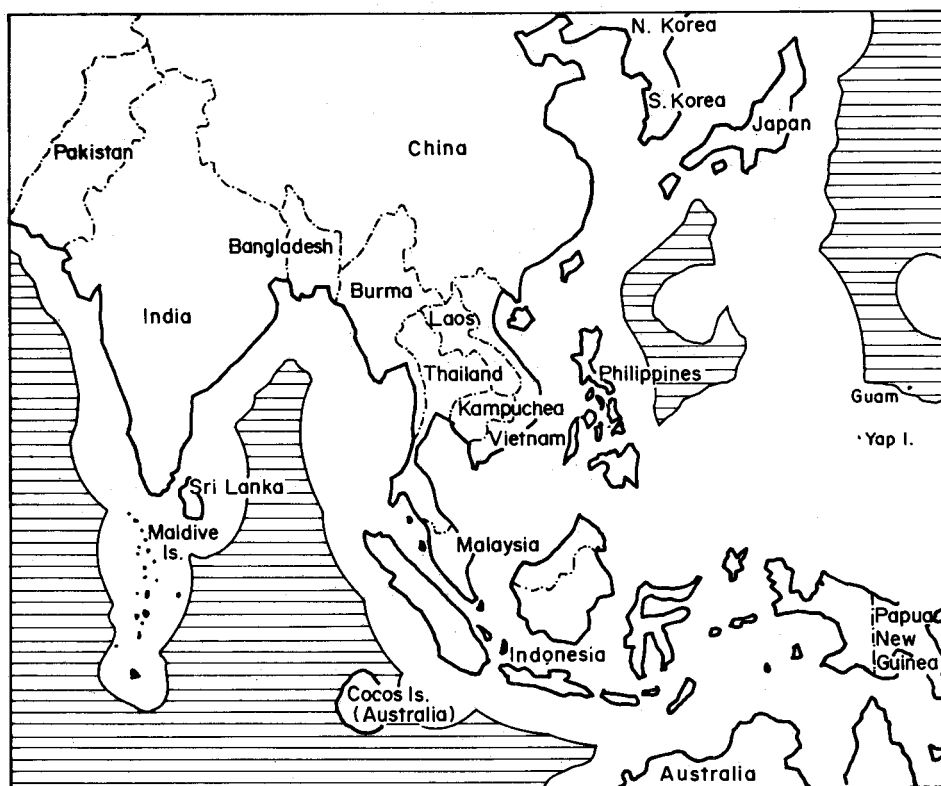 N. Korea
S. Korea
Japan
Pakistan
China
Bangladesh
Burma
India
Laos
Thailand
Philippines
Kampuchea
Guam
Vietnam
Yap I.
Sri Lanka
Maldive
Is.
Malaysia
Papua
New
Guinea
Indonesia
Cocos Is.
(Australia)
Australia